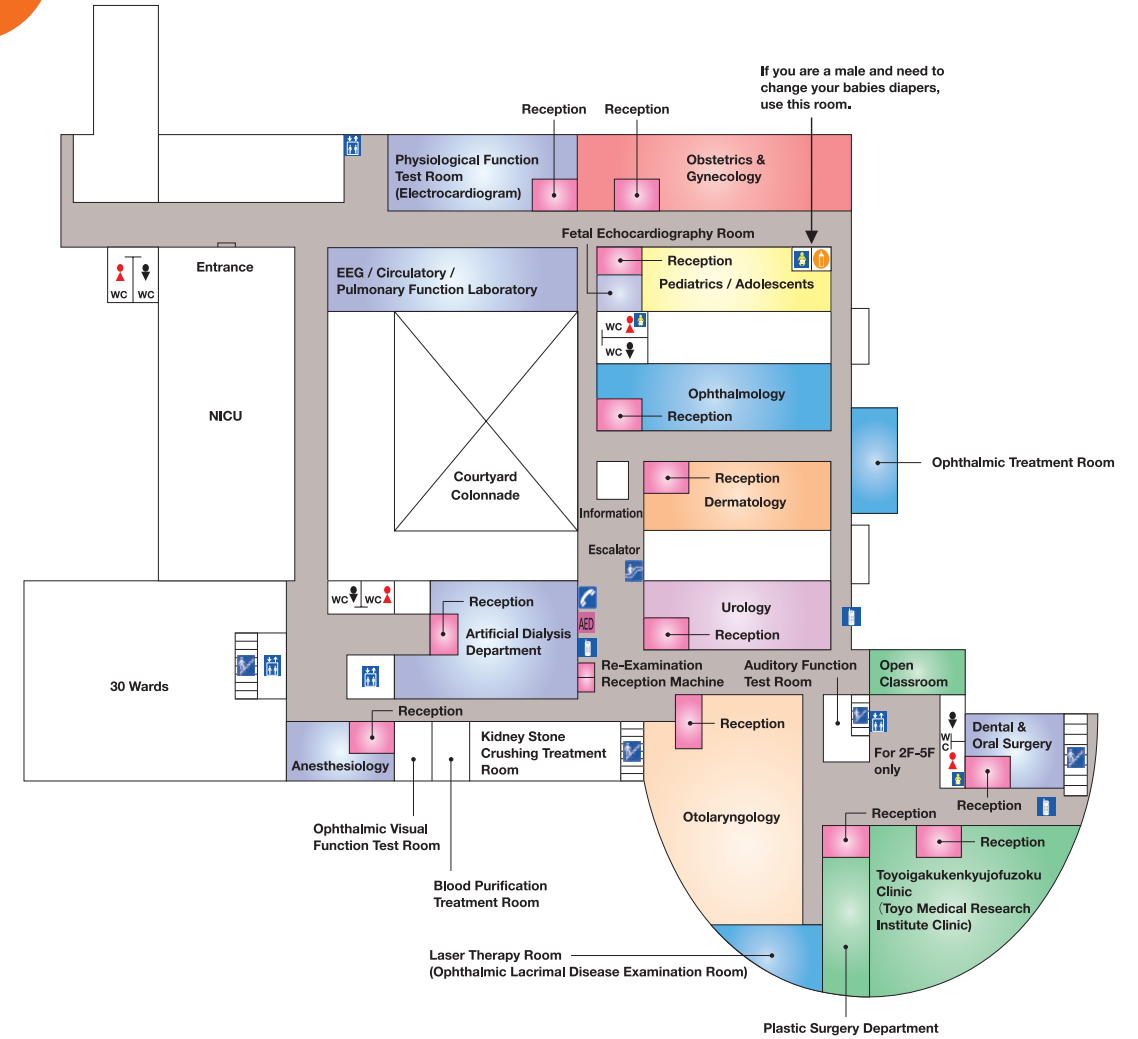 If you are a male and need to
change your babies diapers,
use this room.
Reception
Reception
Physiological Function
Test Room
(Electrocardiogram)
Obstetrics &
Gynecology
Fetal Echocardiography Room
Entrance
WC
WC
EEG / Circulatory /
Pulmonary Function Laboratory
Reception
Pediatrics / Adolescents
WC
WC
Ophthalmology
Reception
NICU
Courtyard
Colonnade
Ophthalmic Treatment Room
Reception
Dermatology
Information
Escalator
WC
WC
Reception
Artificial Dialysis
Department
AED
Urology
Reception
Re-Examination
Reception Machine
Auditory Function
Test Room
Open
Classroom
30 Wards
Reception
Anesthesiology
Kidney Stone
Crushing Treatment
Room
Reception
For 2F-5F
only
WC
Dental &
Oral Surgery
Reception
Ophthalmic Visual
Function Test Room
Otolaryngology
Reception
Reception
Blood Purification
Treatment Room
Toyoigakukenkyujofuzoku
Clinic
（Toyo Medical Research
Institute Clinic)
Laser Therapy Room
(Ophthalmic Lacrimal Disease Examination Room)
Plastic Surgery Department